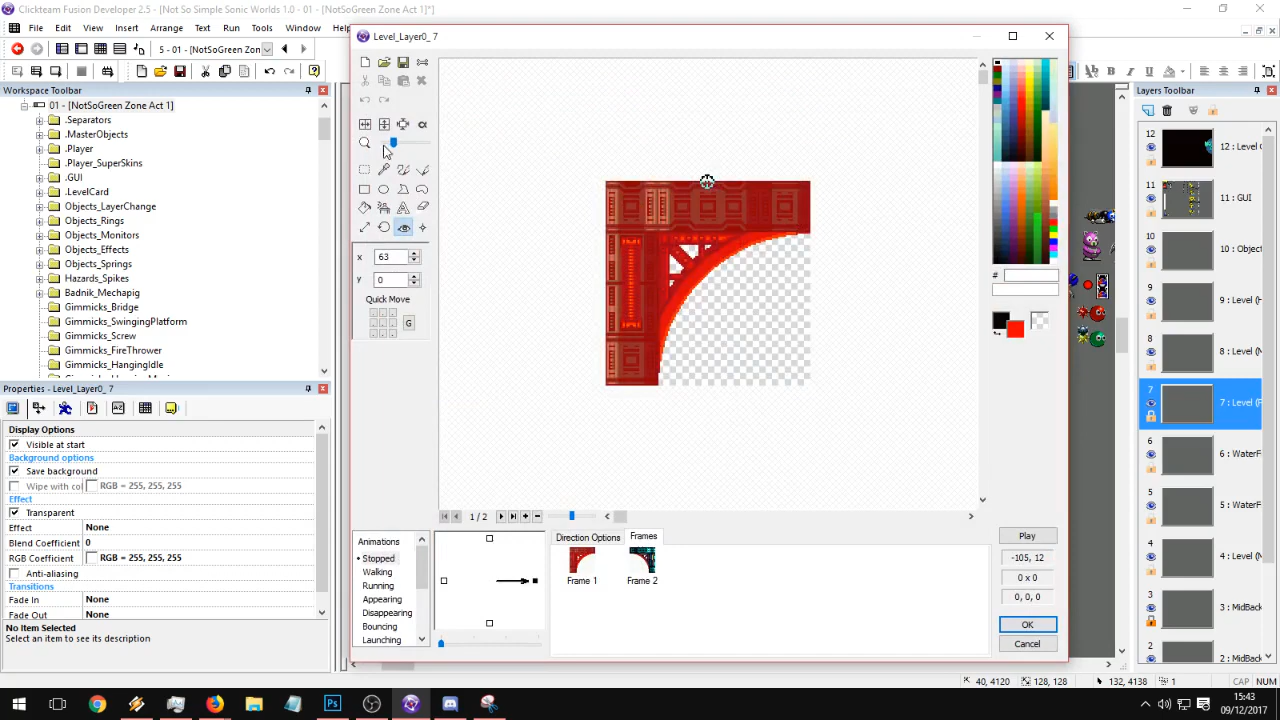 Clickteam Fusion Developer 2.5 - [Not So Simple Sonic Worlds 1.0 - [NotSoGreen Zone Act 1]*]
File Edit View Insert Arrange Text Run Tools Window
5 - 01 - [NotSoGreen Zon
Workspace Toolbar
01 - [NotSoGreen Zone Act 1]
.Separators
.MasterObjects
.Player
.Player_SuperSkins
.GUI
.LevelCard
Objects_LayerChange
Objects_Rings
Objects_Monitors
Objects_Effects
Objects_Springs
Hazards_Spikes
Badnik_Mechapig
Gimmicks_Bridge
Gimmicks_SwingingPlatform
Gimmicks_Screw
Gimmicks_FireThrower
Gimmicks_HangingIdle
Properties - Level_Layer0_ 7
Display Options
Visible at start
Background options
Save background
Wipe with col RGB = 255, 255, 255
Effect
Transparent
Effect None
Blend Coefficient 0
RGB Coefficient RGB = 255, 255, 255
Anti-aliasing
Transitions
Fade In None
Fade Out None
No Item Selected
Select an item to see its description
Level_Layer0_ 7
X 63
Y 0
Quick Move
1 / 2
Animations
Stopped
Walking
Running
Appearing
Disappearing
Bouncing
Launching
Direction Options Frames
Frame 1 Frame 2
#
Play
-105, 12
0 x 0
0, 0, 0
OK
Cancel
Layers Toolbar
12 12 : Level (
11 11 : GUI
10 10 : Object
9 9 : (
8 8 : (
7 7 : Level (F
6 6 : WaterF
5 5 : WaterF
4 4 : Level (
3 3 : MidBack
2 2 : MidBack
40, 4120 128, 128 132, 4138 1 CAP NUM
15:43
09/12/2017